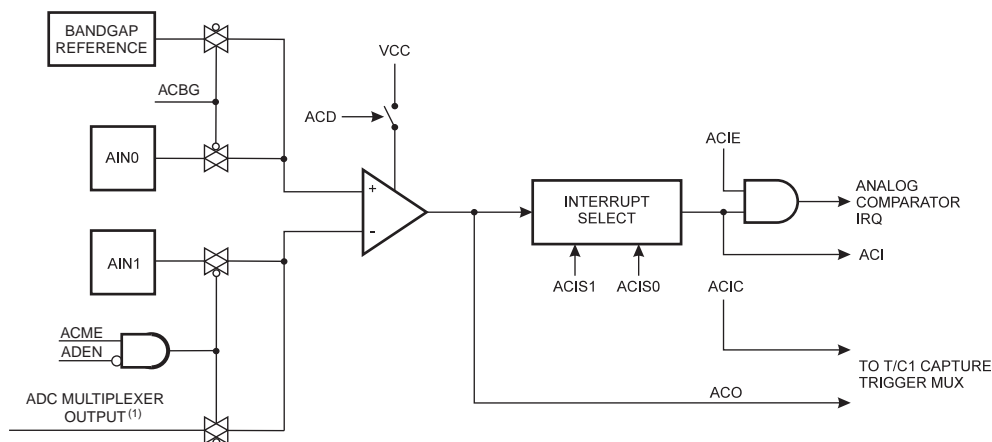 BANDGAP
REFERENCE
VCC
ACBG
ACD
AIN0
ACIE
+
-
INTERRUPT
SELECT
ANALOG
COMPARATOR
IRQ
AIN1
ACI
ACIS1 ACIS0 ACIC
ACME
ADEN
TO T/C1 CAPTURE
TRIGGER MUX
ADC MULTIPLEXER
OUTPUT (1)
ACO